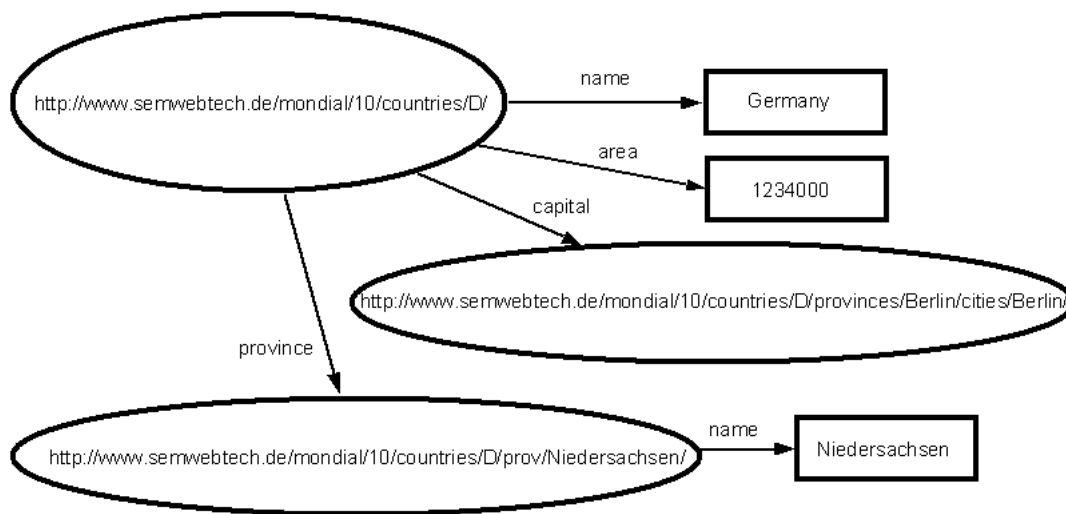 name
http://www.semwebtech.de/mondial/10/countries/D/
Germany
area
1234000
capital
http://www.semwebtech.de/mondial/10/countries/D/provinces/Berlin/cities/Berlin/
province
name
http://www.semwebtech.de/mondial/10/countries/D/prov/Niedersachsen/
Niedersachsen